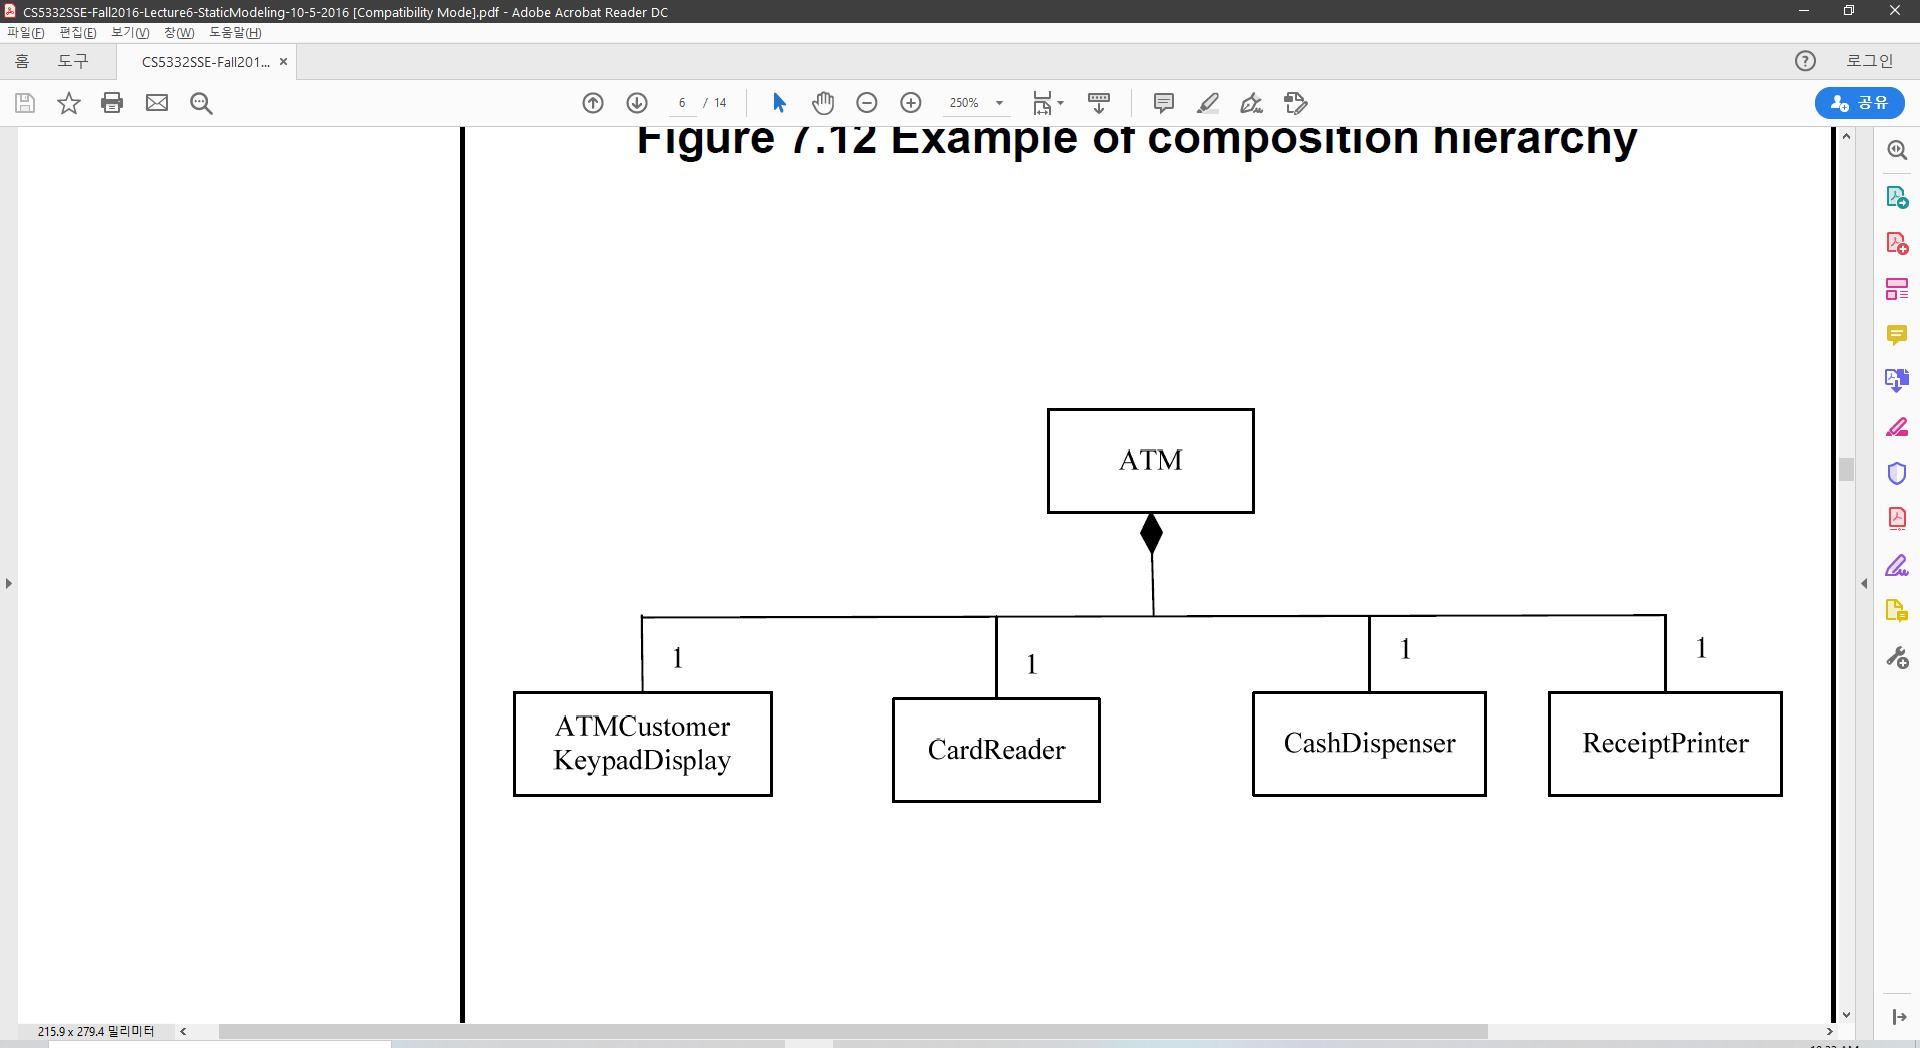 CS5332SSE-Fall2016-Lecture6-StaticModeling-10-5-2016 [Compatibility Mode].pdf - Adobe Acrobat Reader DC
파일(F) 편집(E) 보기(V) 창(W) 도움말(H)
홈 도구 CS5332SSE-Fall201... ×
? 로그인
6 / 14 250%
공유
Figure 7.12 Example of composition hierarchy
ATM
1 1 1 1
ATMCustomer
KeypadDisplay
CardReader
CashDispenser
ReceiptPrinter
215.9 x 279.4 밀리미터